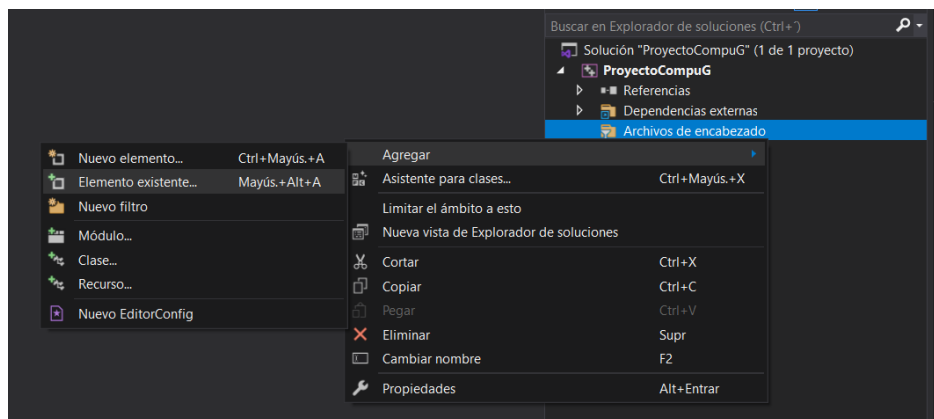 Buscar en Explorador de soluciones (Ctrl+´)
Solución "ProyectoCompuG" (1 de 1 proyecto)
ProyectoCompuG
Referencias
Dependencias externas
Archivos de encabezado
Nuevo elemento... Ctrl+Mayús.+A
Elemento existente... Mayús.+Alt+A
Nuevo filtro
Módulo...
Clase...
Recurso...
Nuevo EditorConfig
Agregar
Asistente para clases... Ctrl+Mayús.+X
Limitar el ámbito a esto
Nueva vista de Explorador de soluciones
Cortar Ctrl+X
Copiar Ctrl+C
Pegar Ctrl+V
Eliminar Supr
Cambiar nombre F2
Propiedades Alt+Entrar